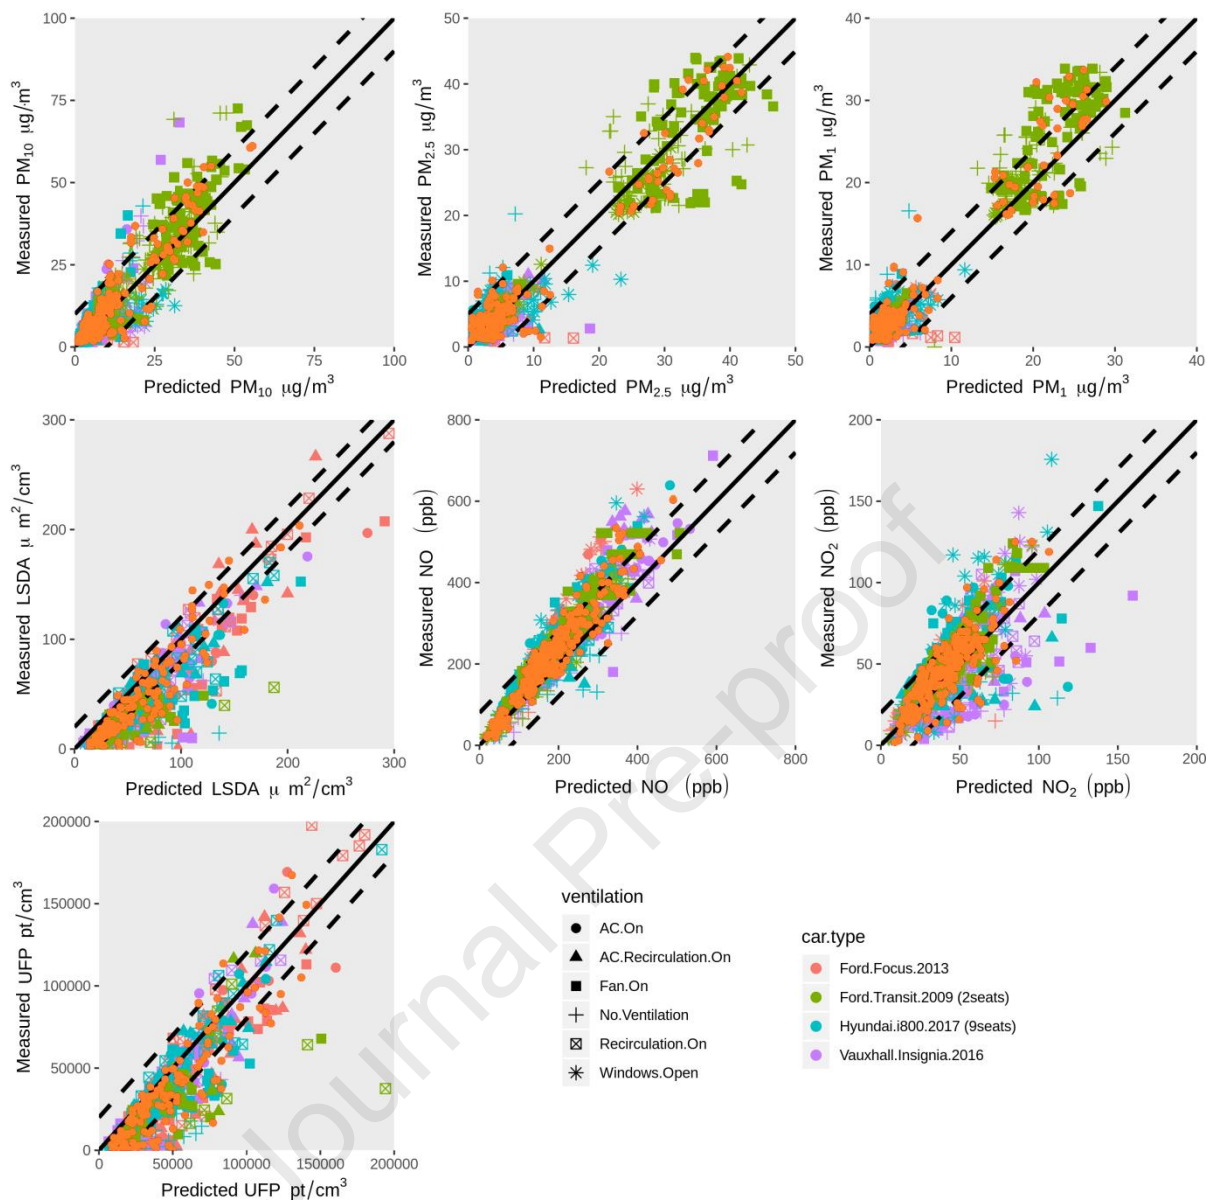 100
75
50
25
0
Measured PM10 μg/m3
0 25 50 75 100
Predicted PM10 μg/m3
50
40
30
20
10
0
Measured PM2.5 μg/m3
0 10 20 30 40 50
Predicted PM2.5 μg/m3
40
30
20
10
0
Measured PM1 μg/m3
0 10 20 30 40
Predicted PM1 μg/m3
300
200
100
0
Measured LSDA μ m2/cm3
0 100 200 300
Predicted LSDA μ m2/cm3
800
600
400
200
0
Measured NO (ppb)
0 200 400 600 800
Predicted NO (ppb)
200
150
100
50
0
Measured NO2 (ppb)
0 50 100 150 200
Predicted NO2 (ppb)
200000
150000
100000
50000
0
Measured UFP pt/cm3
0 50000 100000 150000 200000
Predicted UFP pt/cm3
ventilation
AC.On
AC.Recirculation.On
Fan.On
No.Ventilation
Recirculation.On
Windows.Open
car.type
Ford.Focus.2013
Ford.Transit.2009 (2seats)
Hyundai.i800.2017 (9seats)
Vauxhall.Insignia.2016
Journal Pre-proof